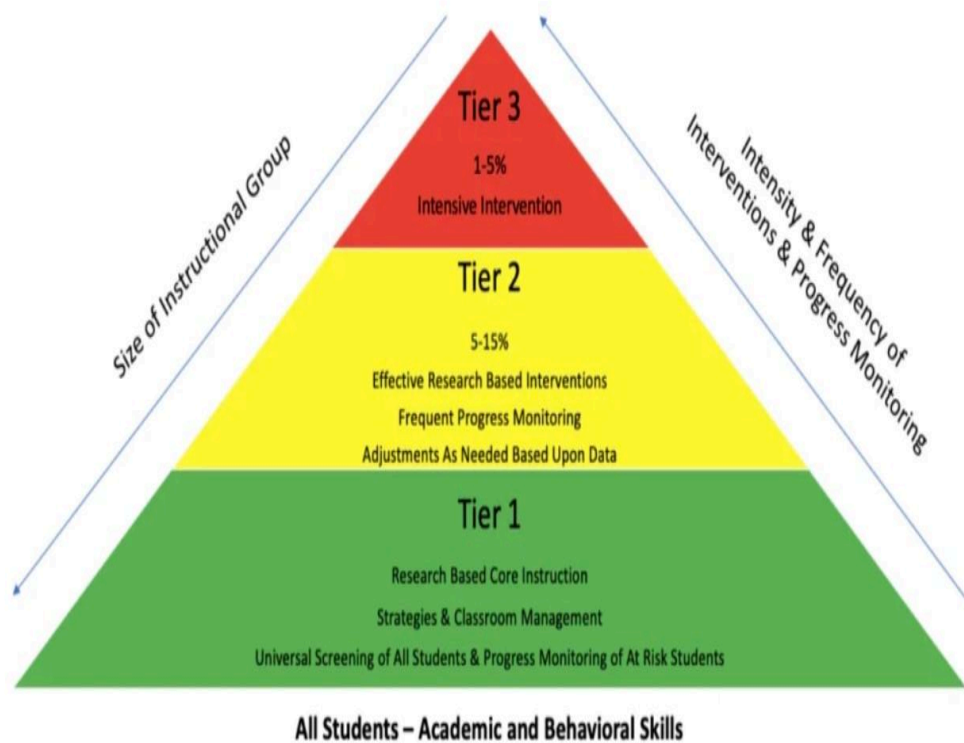 Tier 3
1-5%
Intensive Intervention
Size of Instructional Group
Intensity & Frequency of
Interventions & Progress Monitoring
Tier 2
5-15%
Effective Research Based Interventions
Frequent Progress Monitoring
Adjustments As Needed Based Upon Data
Tier 1
Research Based Core Instruction
Strategies & Classroom Management
Universal Screening of All Students & Progress Monitoring of At Risk Students
All Students – Academic and Behavioral Skills